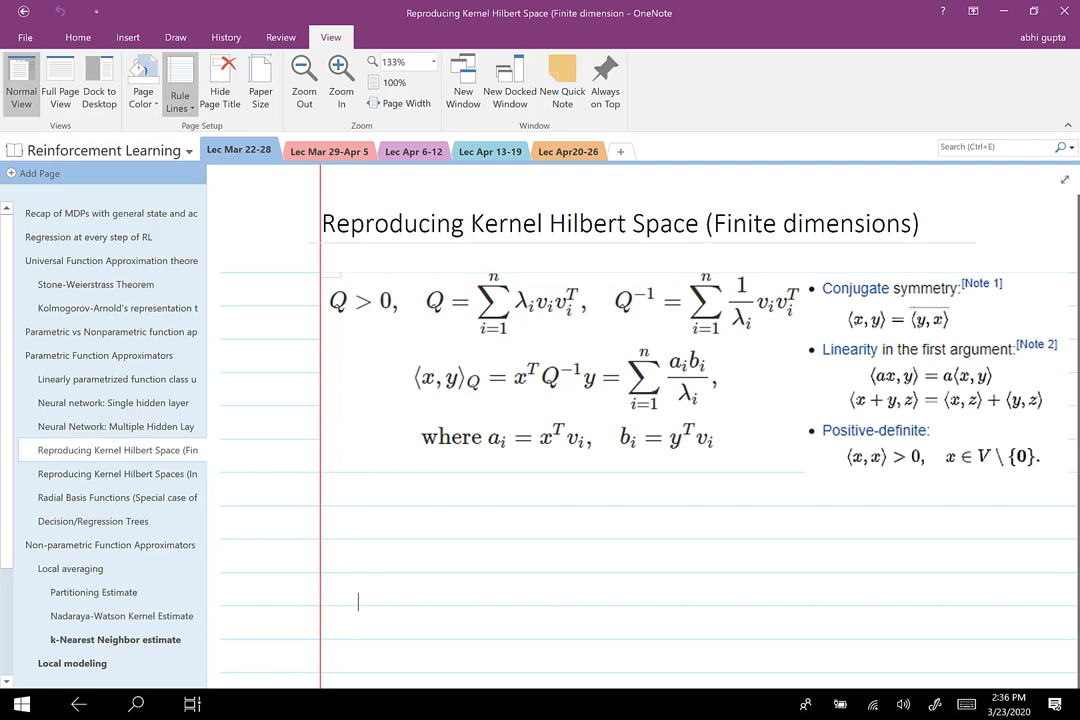 Reproducing Kernel Hilbert Space (Finite dimension - OneNote
?
File
Home
Insert
Draw
History
Review
View
abhi gupta
Normal View
Full Page View
Dock to Desktop
Page Color
Rule Lines
Hide Page Title
Paper Size
Zoom Out
Zoom In
133%
100%
Page Width
New Window
New Docked Window
New Quick Note
Always on Top
Views
Page Setup
Zoom
Window
Reinforcement Learning
Lec Mar 22-28
Lec Mar 29-Apr 5
Lec Apr 6-12
Lec Apr 13-19
Lec Apr20-26
+
Search (Ctrl+E)
Add Page
Recap of MDPs with general state and ac
Regression at every step of RL
Universal Function Approximation theore
Stone-Weierstrass Theorem
Kolmogorov-Arnold's representation t
Parametric vs Nonparametric function ap
Parametric Function Approximators
Linearly parametrized function class u
Neural network: Single hidden layer
Neural Network: Multiple Hidden Lay
Reproducing Kernel Hilbert Space (Fin
Reproducing Kernel Hilbert Spaces (In
Radial Basis Functions (Special case of
Decision/Regression Trees
Non-parametric Function Approximators
Local averaging
Partitioning Estimate
Nadaraya-Watson Kernel Estimate
k-Nearest Neighbor estimate
Local modeling
Reproducing Kernel Hilbert Space (Finite dimensions)
Q > 0, Q = ∑_{i=1}^{n} λ_i v_i v_i^T, Q^{-1} = ∑_{i=1}^{n} 1/λ_i v_i v_i^T
⟨x, y⟩_Q = x^T Q^{-1} y = ∑_{i=1}^{n} a_i b_i/λ_i,
where a_i = x^T v_i, b_i = y^T v_i
• Conjugate symmetry:[Note 1]
⟨x, y⟩ = \overline{⟨y, x⟩}
• Linearity in the first argument:[Note 2]
⟨ax, y⟩ = a⟨x, y⟩
⟨x + y, z⟩ = ⟨x, z⟩ + ⟨y, z⟩
• Positive-definite:
⟨x, x⟩ > 0, x ∈ V \ {0}.
2:36 PM
3/23/2020